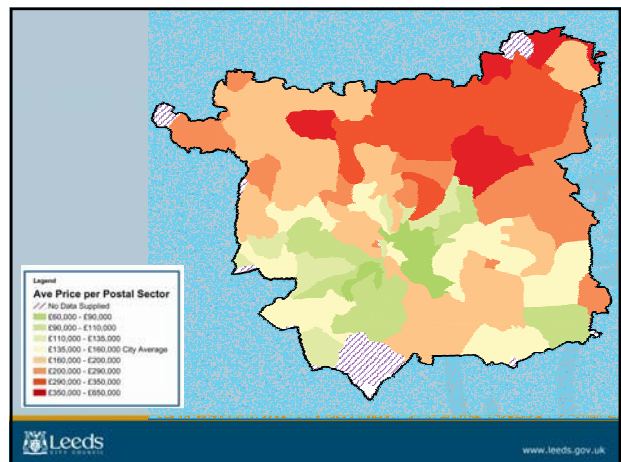 Legend
Ave Price per Postal Sector
No Data Supplied
£60,000 - £90,000
£90,000 - £110,000
£110,000 - £135,000
£135,000 - £160,000 City Average
£160,000 - £200,000
£200,000 - £290,000
£290,000 - £350,000
£350,000 - £650,000
Leeds
CITY COUNCIL
www.leeds.gov.uk